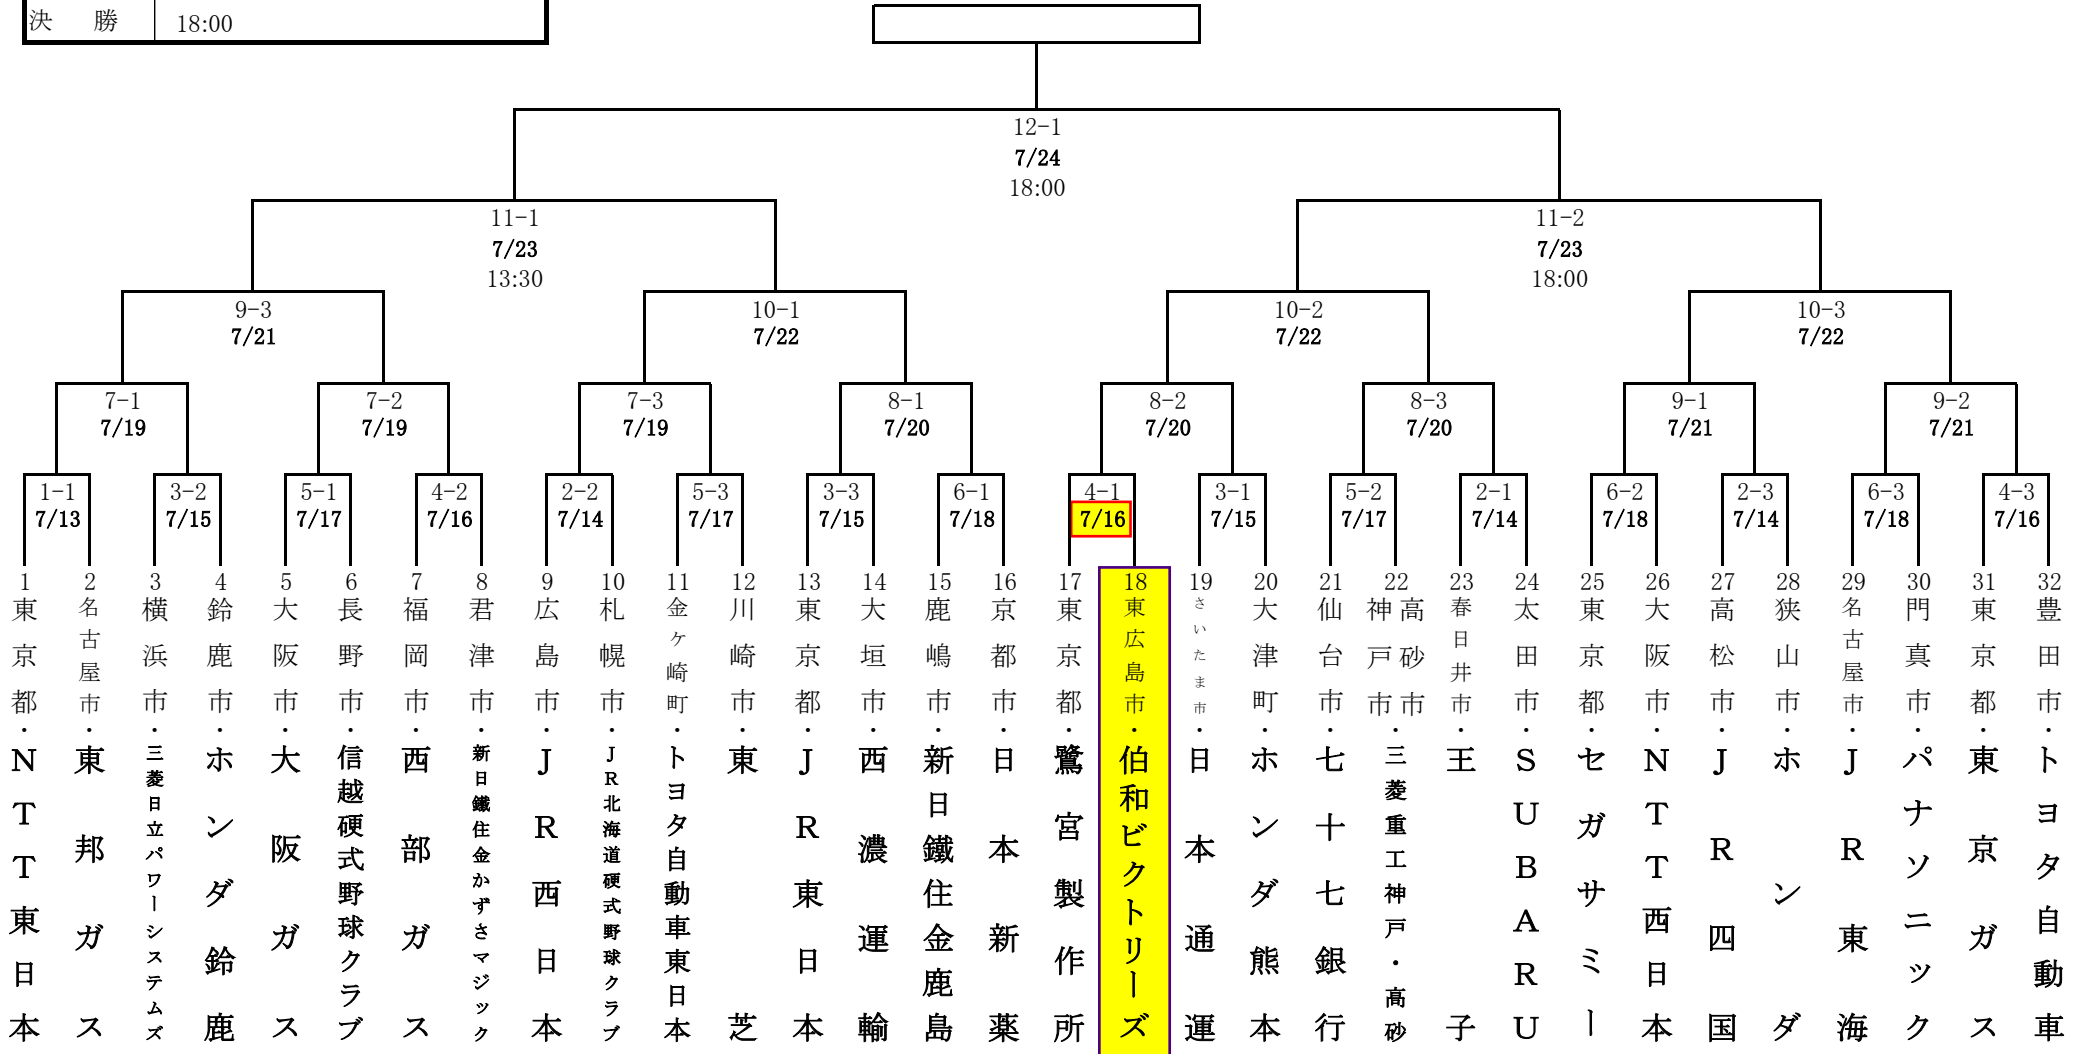 決　勝　18:00
12-1
7/24
18:00
11-1
7/23
13:30
11-2
7/23
18:00
9-3
7/21
10-1
7/22
10-2
7/22
10-3
7/22
7-1
7/19
7-2
7/19
7-3
7/19
8-1
7/20
8-2
7/20
8-3
7/20
9-1
7/21
9-2
7/21
1-1
7/13
3-2
7/15
5-1
7/17
4-2
7/16
2-2
7/14
5-3
7/17
3-3
7/15
6-1
7/18
4-1
7/16
3-1
7/15
5-2
7/17
2-1
7/14
6-2
7/18
2-3
7/14
6-3
7/18
4-3
7/16
1 東京都・NTT東日本
2 名古屋市・東邦ガス
3 横浜市・三菱日立パワーシステムズ
4 鈴鹿市・ホンダ鈴鹿
5 大阪市・大阪ガス
6 長野市・信越硬式野球クラブ
7 福岡市・西部ガス
8 君津市・新日鐵住金かずさマジック
9 広島市・JR西日本
10 札幌市・JR北海道硬式野球クラブ
11 金ケ崎町・トヨタ自動車東日本
12 川崎市・東芝
13 東京都・JR東日本
14 大垣市・西濃運輸
15 鹿嶋市・新日鐵住金鹿島
16 京都市・日本新薬
17 東京都・鷺宮製作所
18 東広島市・伯和ビクトリーズ
19 さいたま市・日本通運
20 大津町・ホンダ熊本
21 仙台市・七十七銀行
22 神戸市 高砂市・三菱重工神戸・高砂
23 春日井市・王子
24 太田市・SUBARU
25 東京都・セガサミー
26 大阪市・NTT西日本
27 高松市・JR四国
28 狭山市・ホンダ
29 名古屋市・JR東海
30 門真市・パナソニック
31 東京都・東京ガス
32 豊田市・トヨタ自動車